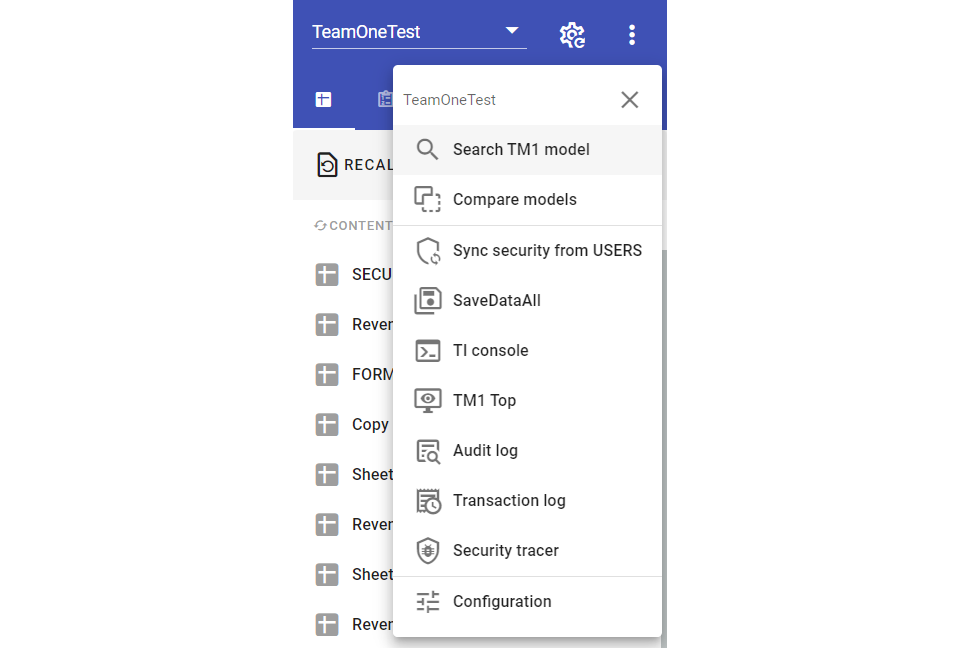 TeamOneTest
TeamOneTest
Search TM1 model
RECAL
Compare models
CONTENT
Sync security from USERS
SECU
SaveDataAll
Rever
TI console
FORM
TM1 Top
Copy
Audit log
Sheet
Transaction log
Rever
Security tracer
Sheet
Configuration
Rever